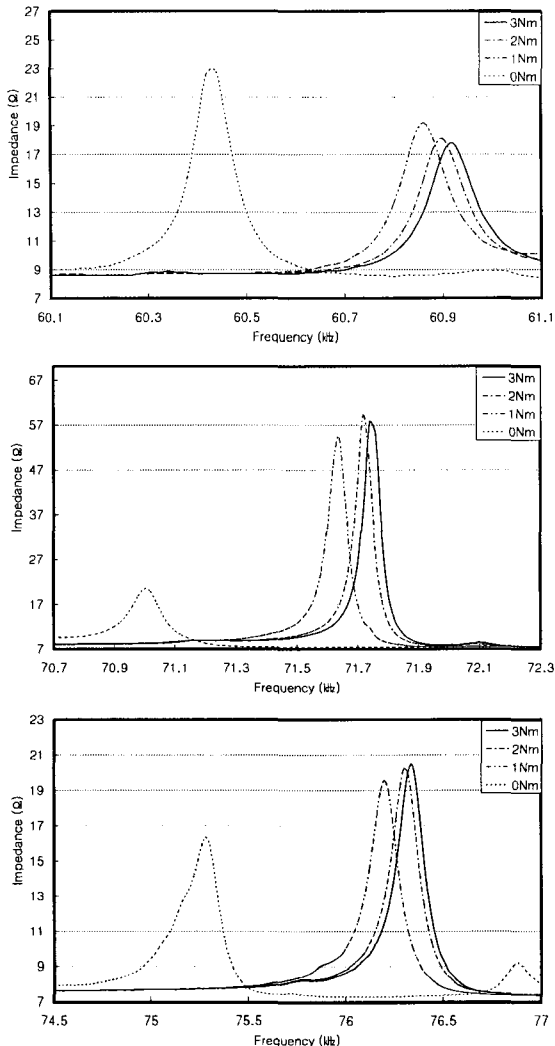 27
25
23
21
19
17
15
13
11
9
7
Impedance (Ω)
3Nm
2Nm
1Nm
0Nm
60.1 60.3 60.5 60.7 60.9 61.1
Frequency (㎑)
67
57
47
37
27
17
7
Impedance (Ω)
3Nm
2Nm
1Nm
0Nm
70.7 70.9 71.1 71.3 71.5 71.7 71.9 72.1 72.3
Frequency (㎑)
23
21
19
17
15
13
11
9
7
Impedance (Ω)
3Nm
2Nm
1Nm
0Nm
74.5 75 75.5 76 76.5 77
Frequency (㎑)